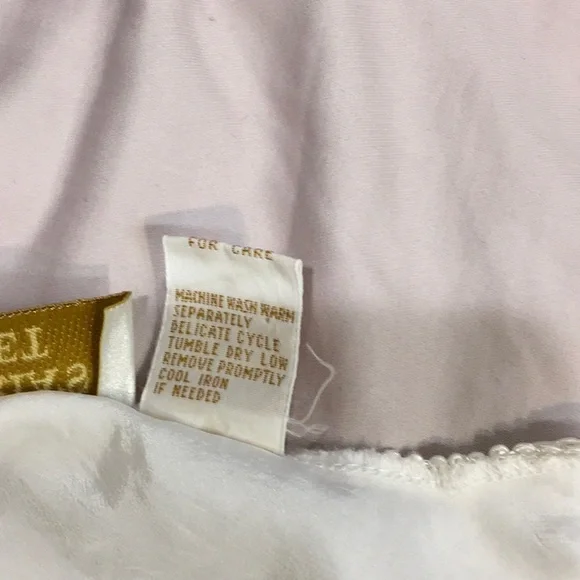 FOR CARE
MACHINE WASH WARM
SEPARATELY
DELICATE CYCLE
TUMBLE DRY LOW
REMOVE PROMPTLY
COOL IRON
IF NEEDED